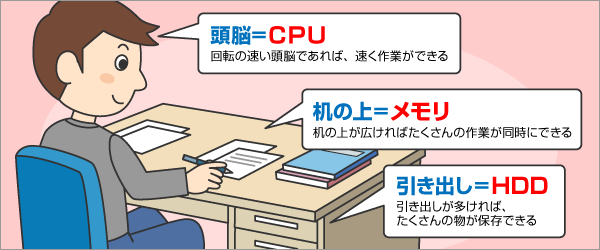 頭脳=CPU
回転の速い頭脳であれば、速く作業ができる
机の上=メモリ
机の上が広ければたくさんの作業が同時にできる
引き出し=HDD
引き出しが多ければ、
たくさんの物が保存できる